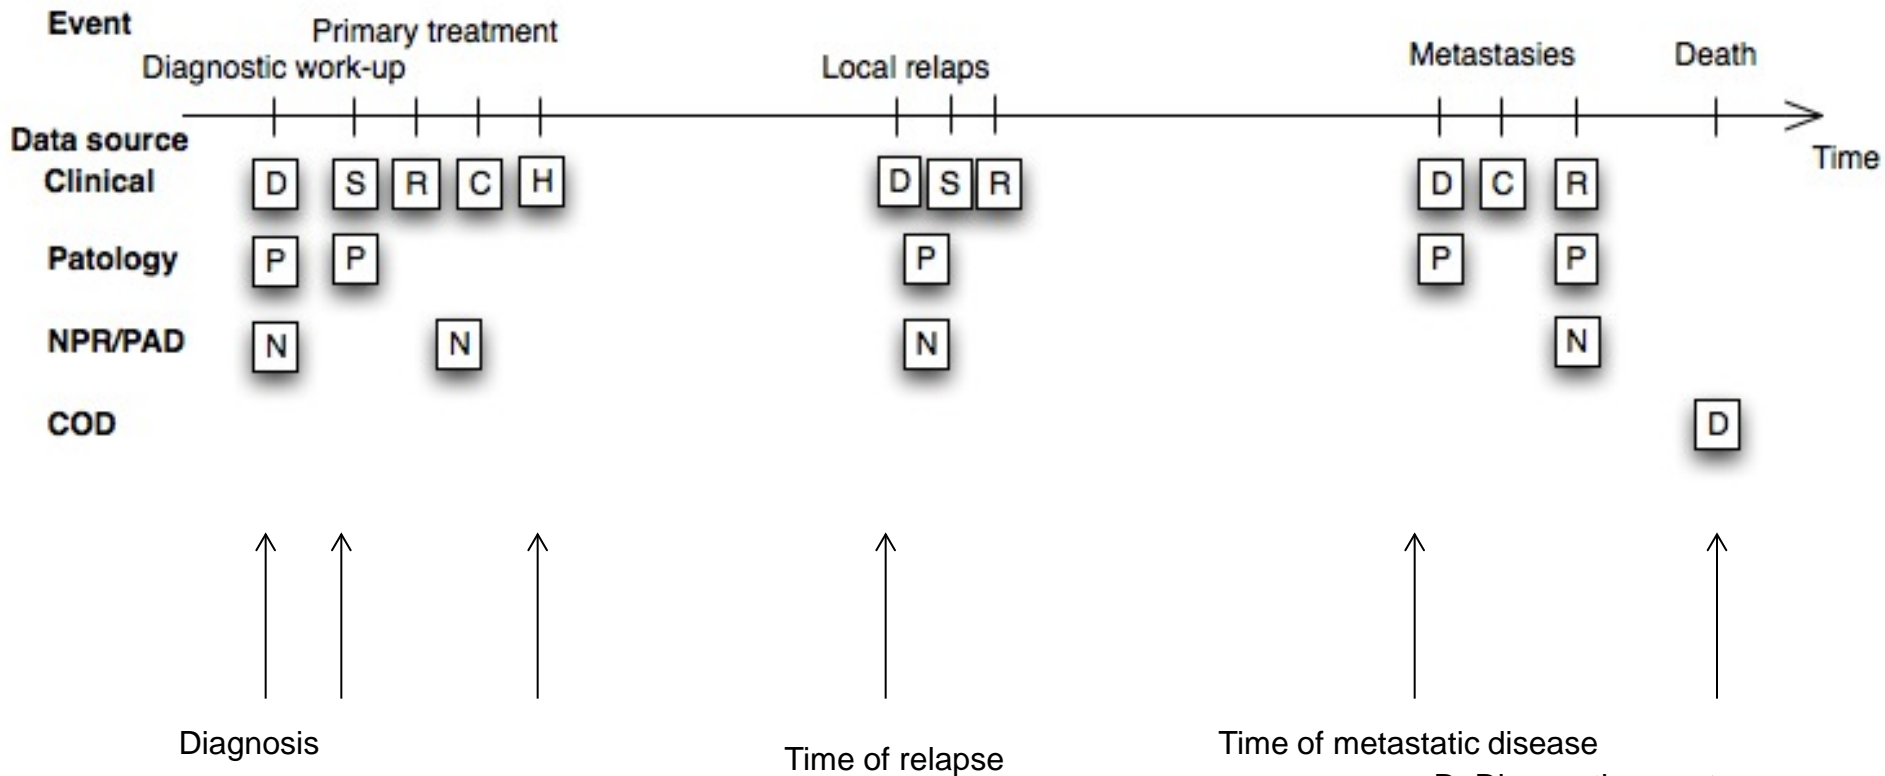 Event
Primary treatment
Diagnostic work-up
Local relaps
Metastasies
Death
Data source
Time
Clinical D S R C H D S R D C R
Patology P P P P P
NPR/PAD N N N N
COD D
Diagnosis
Time of relapse
Time of metastatic disease